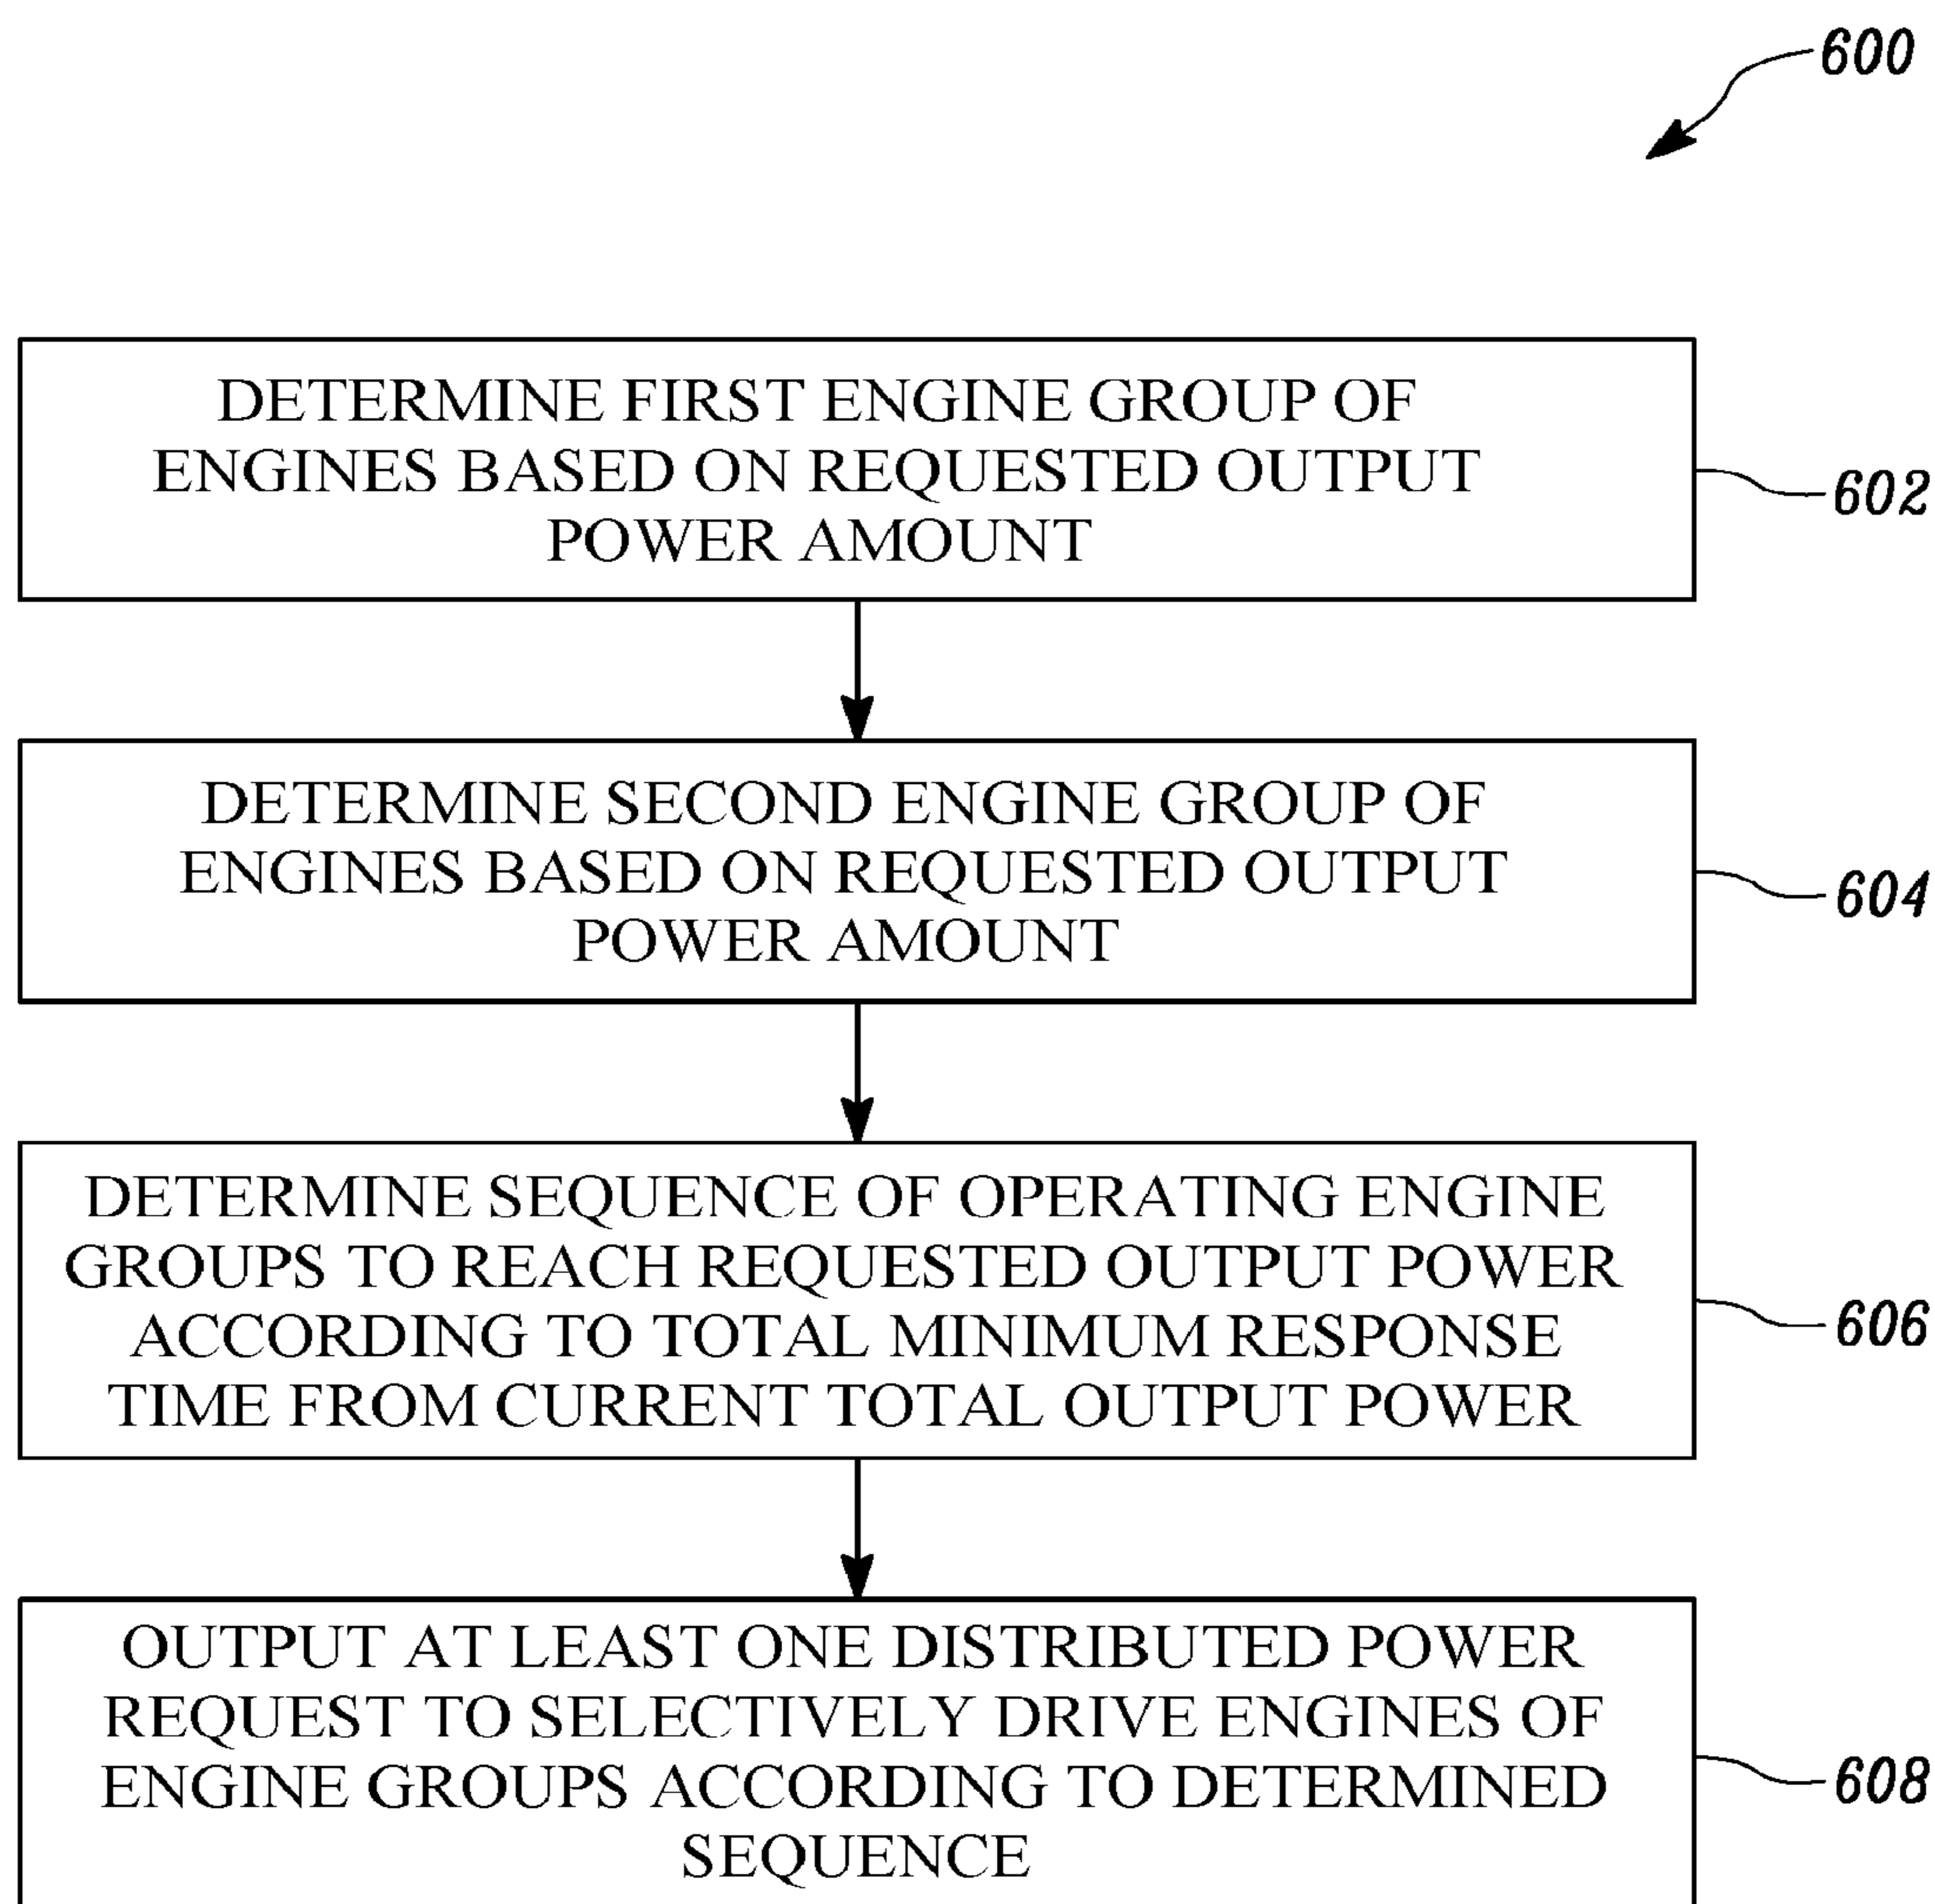 600
DETERMINE FIRST ENGINE GROUP OF
ENGINES BASED ON REQUESTED OUTPUT
POWER AMOUNT
602
DETERMINE SECOND ENGINE GROUP OF
ENGINES BASED ON REQUESTED OUTPUT
POWER AMOUNT
604
DETERMINE SEQUENCE OF OPERATING ENGINE
GROUPS TO REACH REQUESTED OUTPUT POWER
ACCORDING TO TOTAL MINIMUM RESPONSE
TIME FROM CURRENT TOTAL OUTPUT POWER
606
OUTPUT AT LEAST ONE DISTRIBUTED POWER
REQUEST TO SELECTIVELY DRIVE ENGINES OF
ENGINE GROUPS ACCORDING TO DETERMINED
SEQUENCE
608